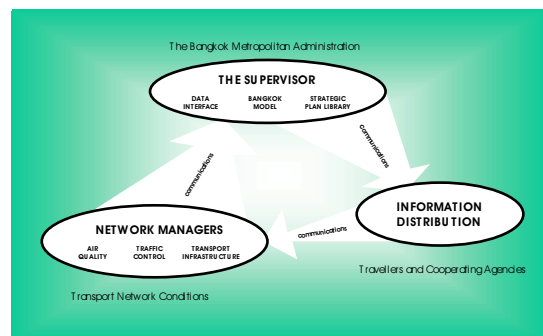 The Bangkok Metropolitan Administration
THE SUPERVISOR
DATA INTERFACE
BANGKOK MODEL
STRATEGIC PLAN LIBRARY
communications
communications
INFORMATION
DISTRIBUTION
communications
NETWORK MANAGERS
AIR QUALITY
TRAFFIC CONTROL
TRANSPORT INFRASTRUCTURE
Travellers and Cooperating Agencies
Transport Network Conditions